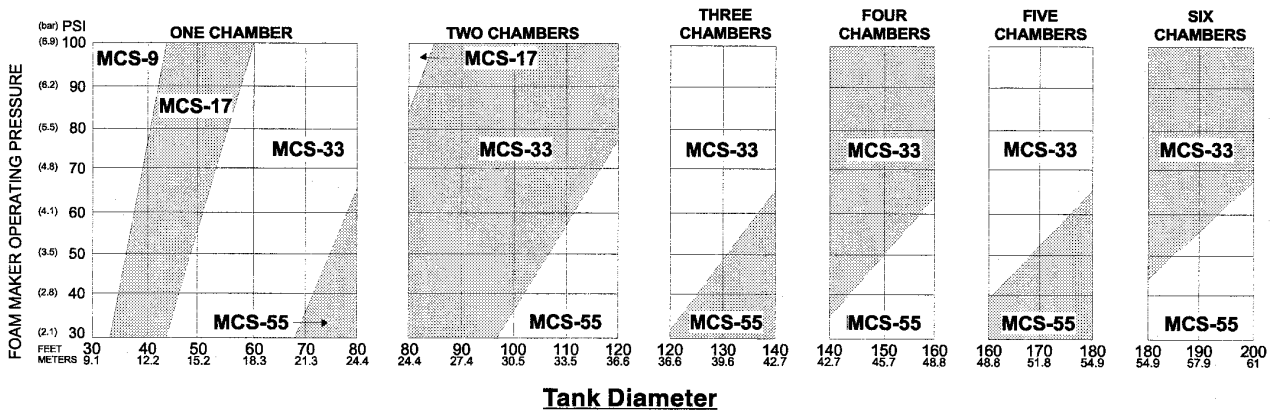 FOAM MAKER OPERATING PRESSURE
(bar) PSI
(6.9) 100
(6.2) 90
(5.5) 80
(4.8) 70
(4.1) 60
(3.5) 50
(2.8) 40
(2.1) 30
ONE CHAMBER
MCS-9
MCS-17
MCS-33
MCS-55
FEET 30 40 50 60 70 80
METERS 9.1 12.2 15.2 18.3 21.3 24.4
TWO CHAMBERS
MCS-17
MCS-33
MCS-55
80 90 100 110 120
24.4 27.4 30.5 33.5 36.6
THREE
CHAMBERS
MCS-33
MCS-55
120 130 140
36.6 39.6 42.7
FOUR
CHAMBERS
MCS-33
MCS-55
140 150 160
42.7 45.7 48.8
FIVE
CHAMBERS
MCS-33
MCS-55
160 170 180
48.6 51.8 54.9
SIX
CHAMBERS
MCS-33
MCS-55
180 190 200
54.9 57.9 61
Tank Diameter